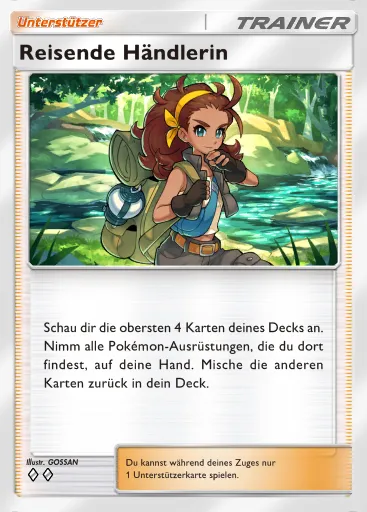 Unterstützer
TRAINER
Reisende Händlerin
Schau dir die obersten 4 Karten deines Decks an.
Nimm alle Pokémon-Ausrüstungen, die du dort
findest, auf deine Hand. Mische die anderen
Karten zurück in dein Deck.
Illustr. GOSSAN
Du kannst während deines Zuges nur
1 Unterstützerkarte spielen.